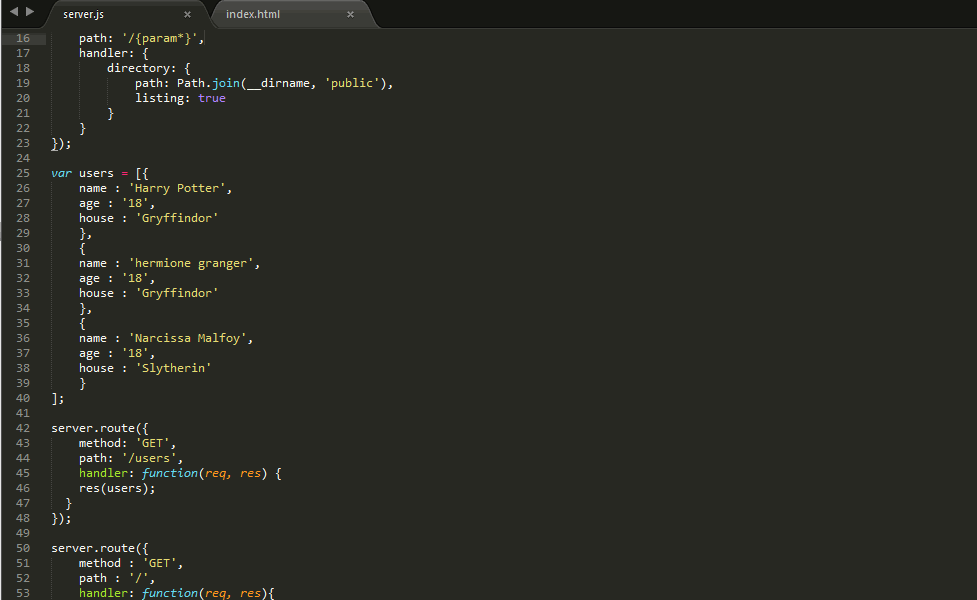 server.js × index.html ×
16 path: '/{param*}',
17 handler: {
18 directory: {
19 path: Path.join(__dirname, 'public'),
20 listing: true
21 }
22 }
23 });
24
25 var users = [{
26 name : 'Harry Potter',
27 age : '18',
28 house : 'Gryffindor'
29 },
30 {
31 name : 'hermione granger',
32 age : '18',
33 house : 'Gryffindor'
34 },
35 {
36 name : 'Narcissa Malfoy',
37 age : '18',
38 house : 'Slytherin'
39 }
40 ];
41
42 server.route({
43 method: 'GET',
44 path: '/users',
45 handler: function(req, res) {
46 res(users);
47 }
48 });
49
50 server.route({
51 method : 'GET',
52 path : '/',
53 handler: function(req, res){